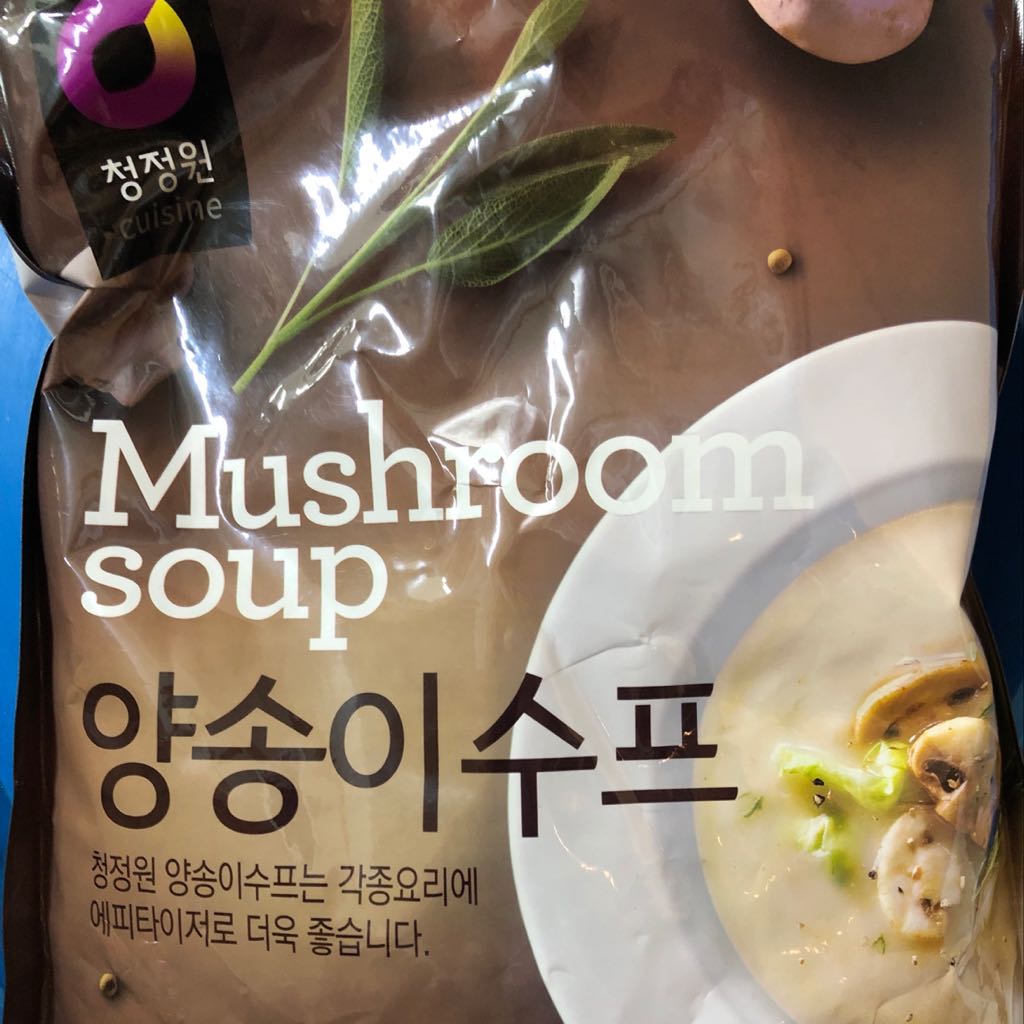 청정원
cuisine
Mushroom
soup
양송이수프
청정원 양송이수프는 각종요리에
에피타이저로 더욱 좋습니다.